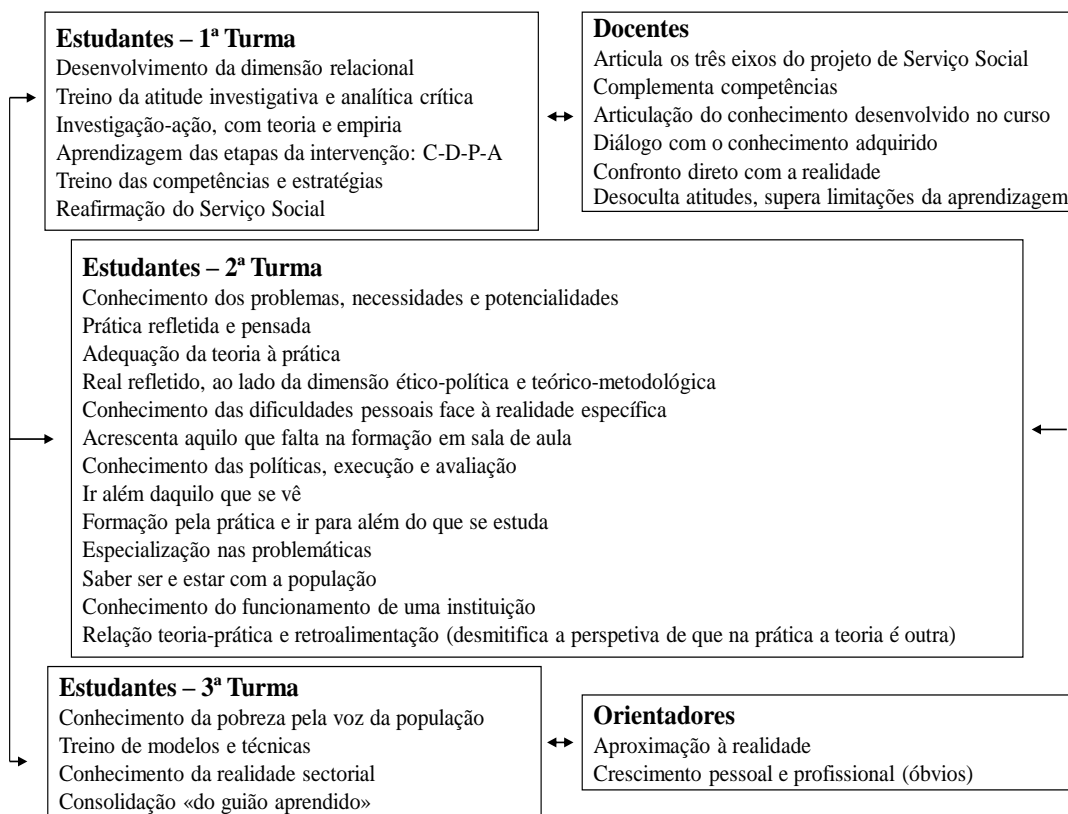 Estudantes – 1ª Turma
Desenvolvimento da dimensão relacional
Treino da atitude investigativa e analítica crítica
Investigação-ação, com teoria e empiria
Aprendizagem das etapas da intervenção: C-D-P-A
Treino das competências e estratégias
Reafirmação do Serviço Social
Docentes
Articula os três eixos do projeto de Serviço Social
Complementa competências
Articulação do conhecimento desenvolvido no curso
Diálogo com o conhecimento adquirido
Confronto direto com a realidade
Desoculta atitudes, supera limitações da aprendizagem
Estudantes – 2ª Turma
Conhecimento dos problemas, necessidades e potencialidades
Prática refletida e pensada
Adequação da teoria à prática
Real refletido, ao lado da dimensão ético-política e teórico-metodológica
Conhecimento das dificuldades pessoais face à realidade específica
Acrescenta aquilo que falta na formação em sala de aula
Conhecimento das políticas, execução e avaliação
Ir além daquilo que se vê
Formação pela prática e ir para além do que se estuda
Especialização nas problemáticas
Saber ser e estar com a população
Conhecimento do funcionamento de uma instituição
Relação teoria-prática e retroalimentação (desmitifica a perspetiva de que na prática a teoria é outra)
Estudantes – 3ª Turma
Conhecimento da pobreza pela voz da população
Treino de modelos e técnicas
Conhecimento da realidade sectorial
Consolidação «do guião aprendido»
Orientadores
Aproximação à realidade
Crescimento pessoal e profissional (óbvios)